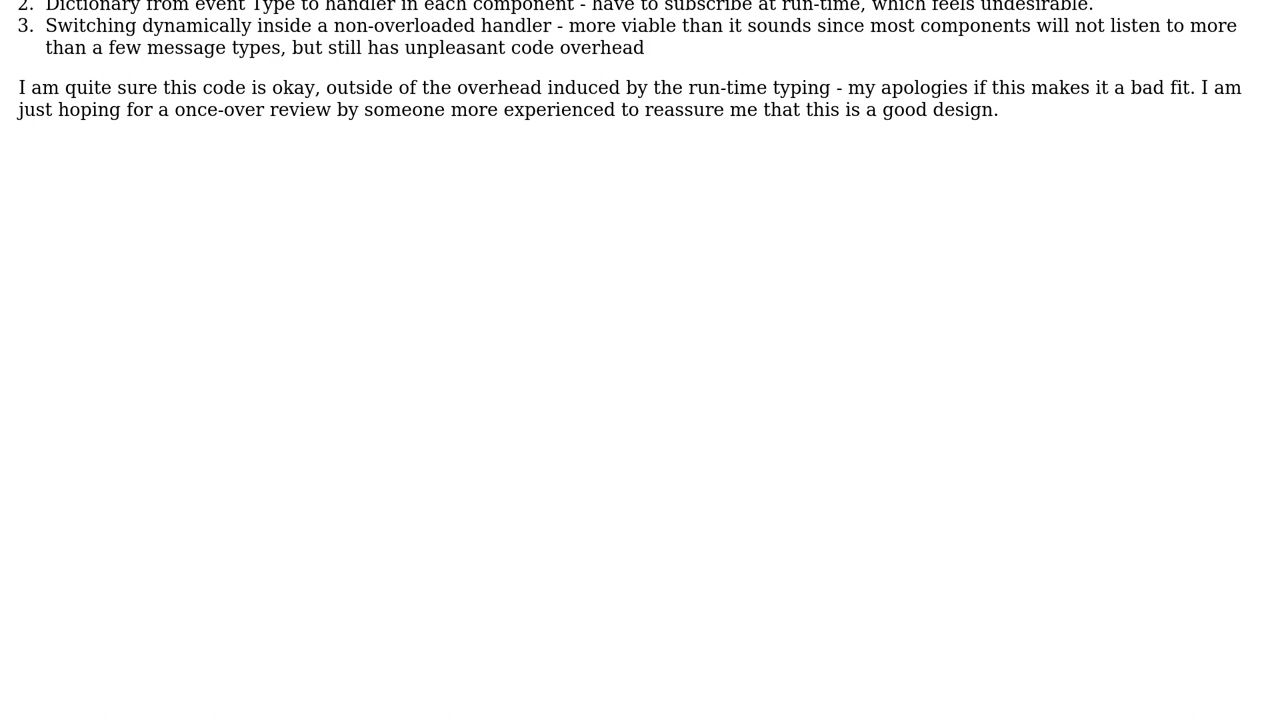 2. Dictionary from event Type to handler in each component - have to subscribe at run-time, which feels undesirable.
3. Switching dynamically inside a non-overloaded handler - more viable than it sounds since most components will not listen to more
than a few message types, but still has unpleasant code overhead
I am quite sure this code is okay, outside of the overhead induced by the run-time typing - my apologies if this makes it a bad fit. I am
just hoping for a once-over review by someone more experienced to reassure me that this is a good design.